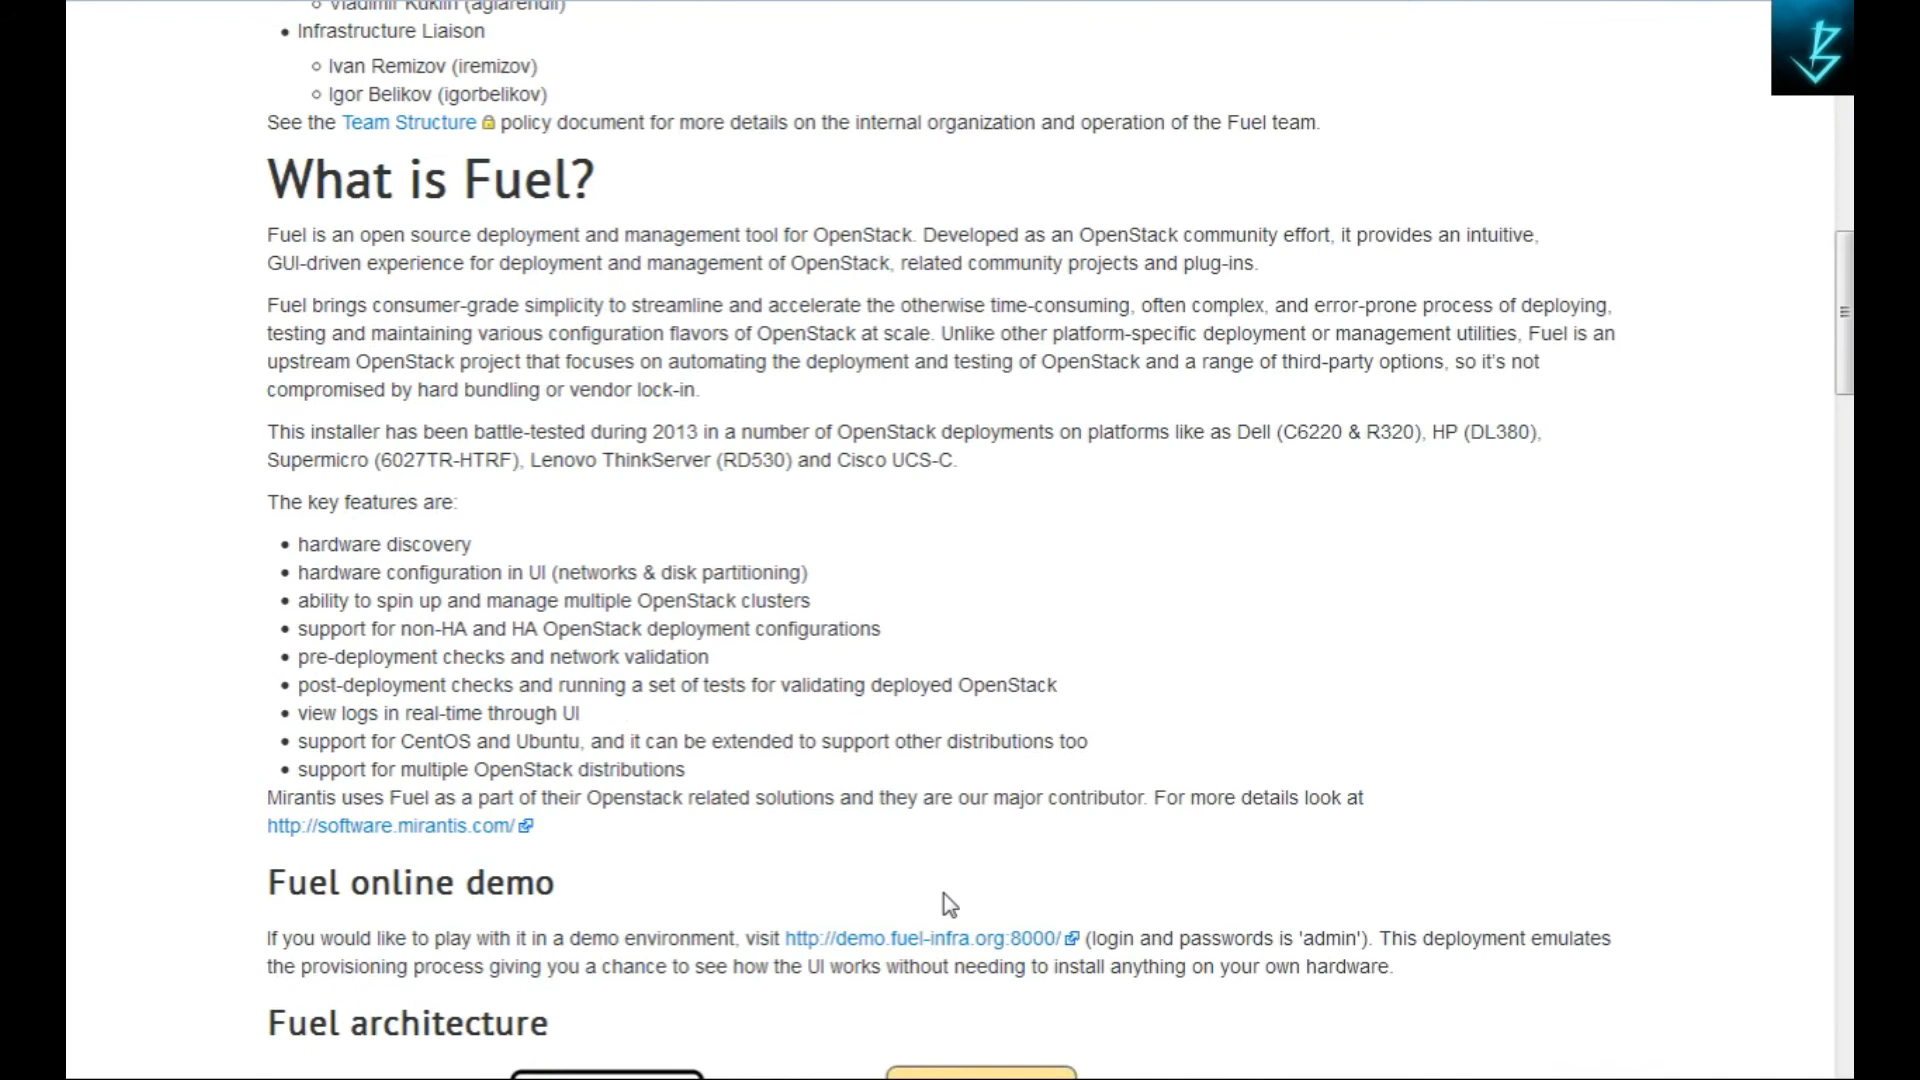 Vladimir Kuklin (aglarendil)
Infrastructure Liaison
Ivan Remizov (iremizov)
Igor Belikov (igorbelikov)
See the Team Structure policy document for more details on the internal organization and operation of the Fuel team.
What is Fuel?
Fuel is an open source deployment and management tool for OpenStack. Developed as an OpenStack community effort, it provides an intuitive,
GUI-driven experience for deployment and management of OpenStack, related community projects and plug-ins.
Fuel brings consumer-grade simplicity to streamline and accelerate the otherwise time-consuming, often complex, and error-prone process of deploying,
testing and maintaining various configuration flavors of OpenStack at scale. Unlike other platform-specific deployment or management utilities, Fuel is an
upstream OpenStack project that focuses on automating the deployment and testing of OpenStack and a range of third-party options, so it's not
compromised by hard bundling or vendor lock-in.
This installer has been battle-tested during 2013 in a number of OpenStack deployments on platforms like as Dell (C6220 & R320), HP (DL380),
Supermicro (6027TR-HTRF), Lenovo ThinkServer (RD530) and Cisco UCS-C.
The key features are:
hardware discovery
hardware configuration in UI (networks & disk partitioning)
ability to spin up and manage multiple OpenStack clusters
support for non-HA and HA OpenStack deployment configurations
pre-deployment checks and network validation
post-deployment checks and running a set of tests for validating deployed OpenStack
view logs in real-time through UI
support for CentOS and Ubuntu, and it can be extended to support other distributions too
support for multiple OpenStack distributions
Mirantis uses Fuel as a part of their Openstack related solutions and they are our major contributor. For more details look at
http://software.mirantis.com/
Fuel online demo
If you would like to play with it in a demo environment, visit http://demo.fuel-infra.org:8000/ (login and passwords is 'admin'). This deployment emulates
the provisioning process giving you a chance to see how the UI works without needing to install anything on your own hardware.
Fuel architecture